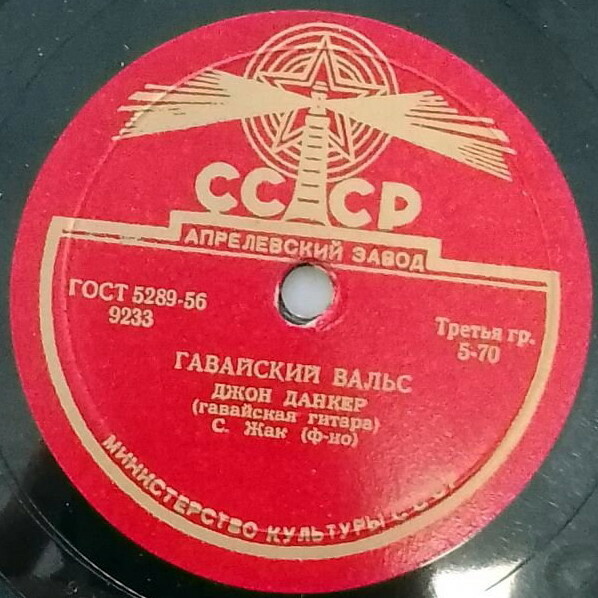 СССР
АПРЕЛЕВСКИЙ ЗАВОД
ГОСТ 5289-56
9233
Третья гр.
5-70
ГАВАЙСКИЙ ВАЛЬС
ДЖОН ДАНКЕР
(гавайская гитара)
С. Жак (ф-но)
МИНИСТЕРСТВО КУЛЬТУРЫ СССР